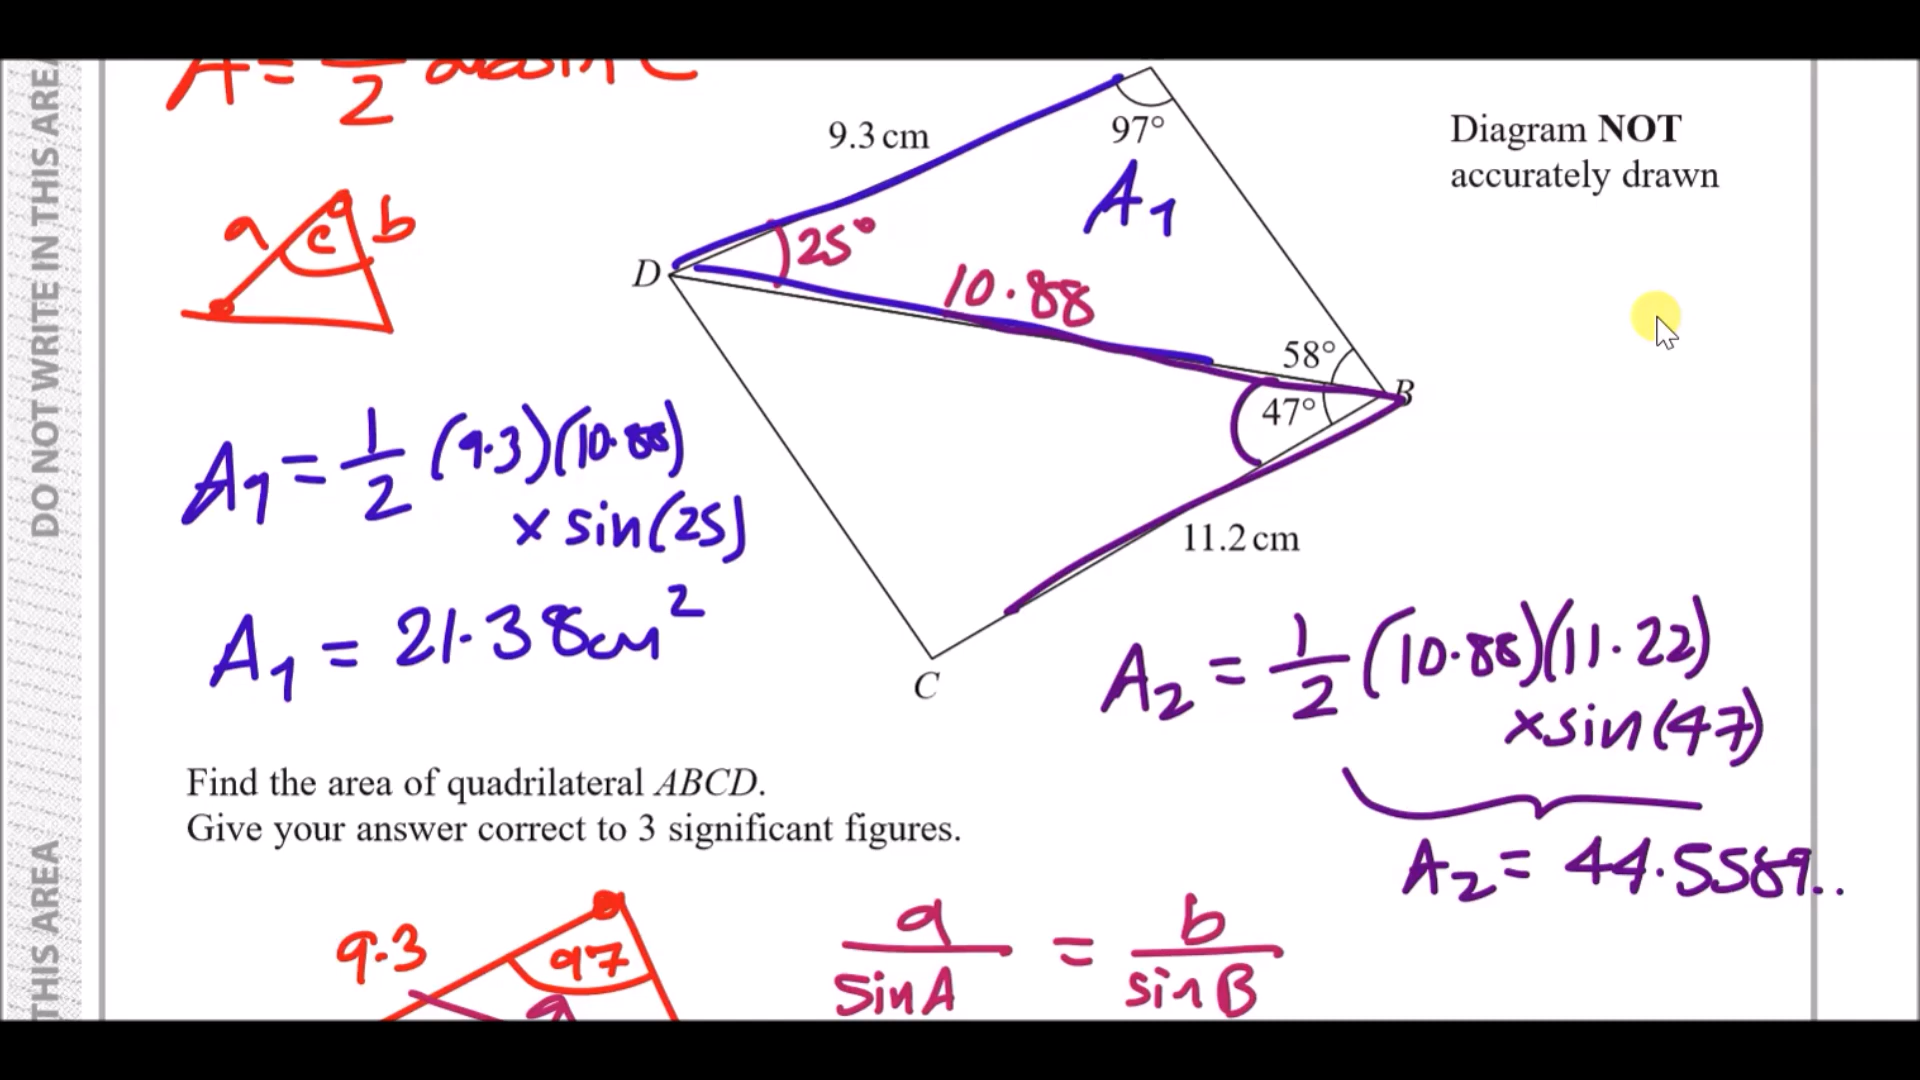 DO NOT WRITE IN THIS AREA
THIS AREA
A = 1/2 absin C
a
c
b
9.3 cm
97°
A₁
Diagram NOT
accurately drawn
D
25°
10.88
58°
B
47°
11.2 cm
C
A₁ = 1/2 (9.3)(10.88)
× sin(25)
A₁ = 21.38cm²
A₂ = 1/2 (10.88)(11.22)
×sin(47)
A₂ = 44.5589..
Find the area of quadrilateral ABCD.
Give your answer correct to 3 significant figures.
9.3
97
a/sinA = b/sinB